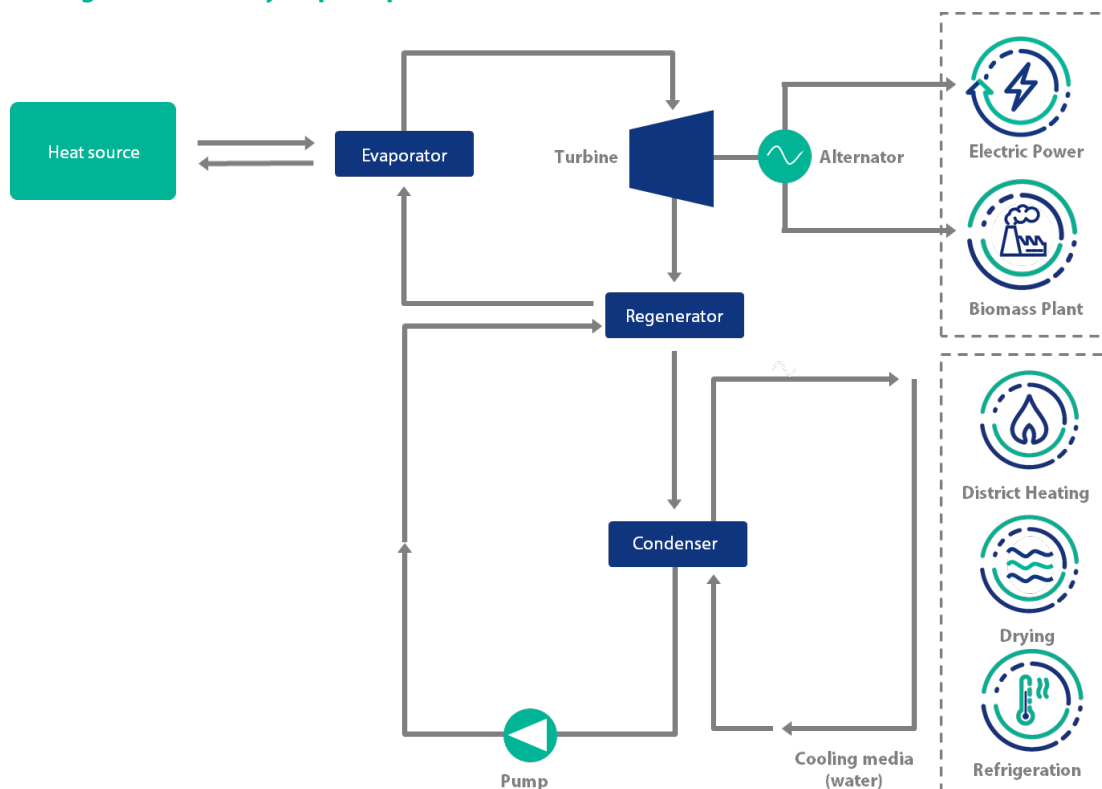 Heat source
Evaporator
Turbine
Alternator
Electric Power
Biomass Plant
Regenerator
District Heating
Condenser
Drying
Cooling media
(water)
Refrigeration
Pump